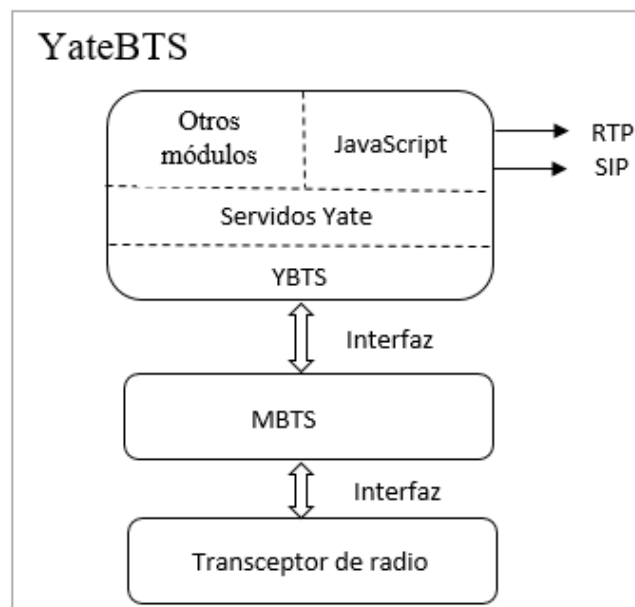 YateBTS
Otros
módulos
JavaScript
RTP
SIP
Servidos Yate
YBTS
Interfaz
MBTS
Interfaz
Transceptor de radio